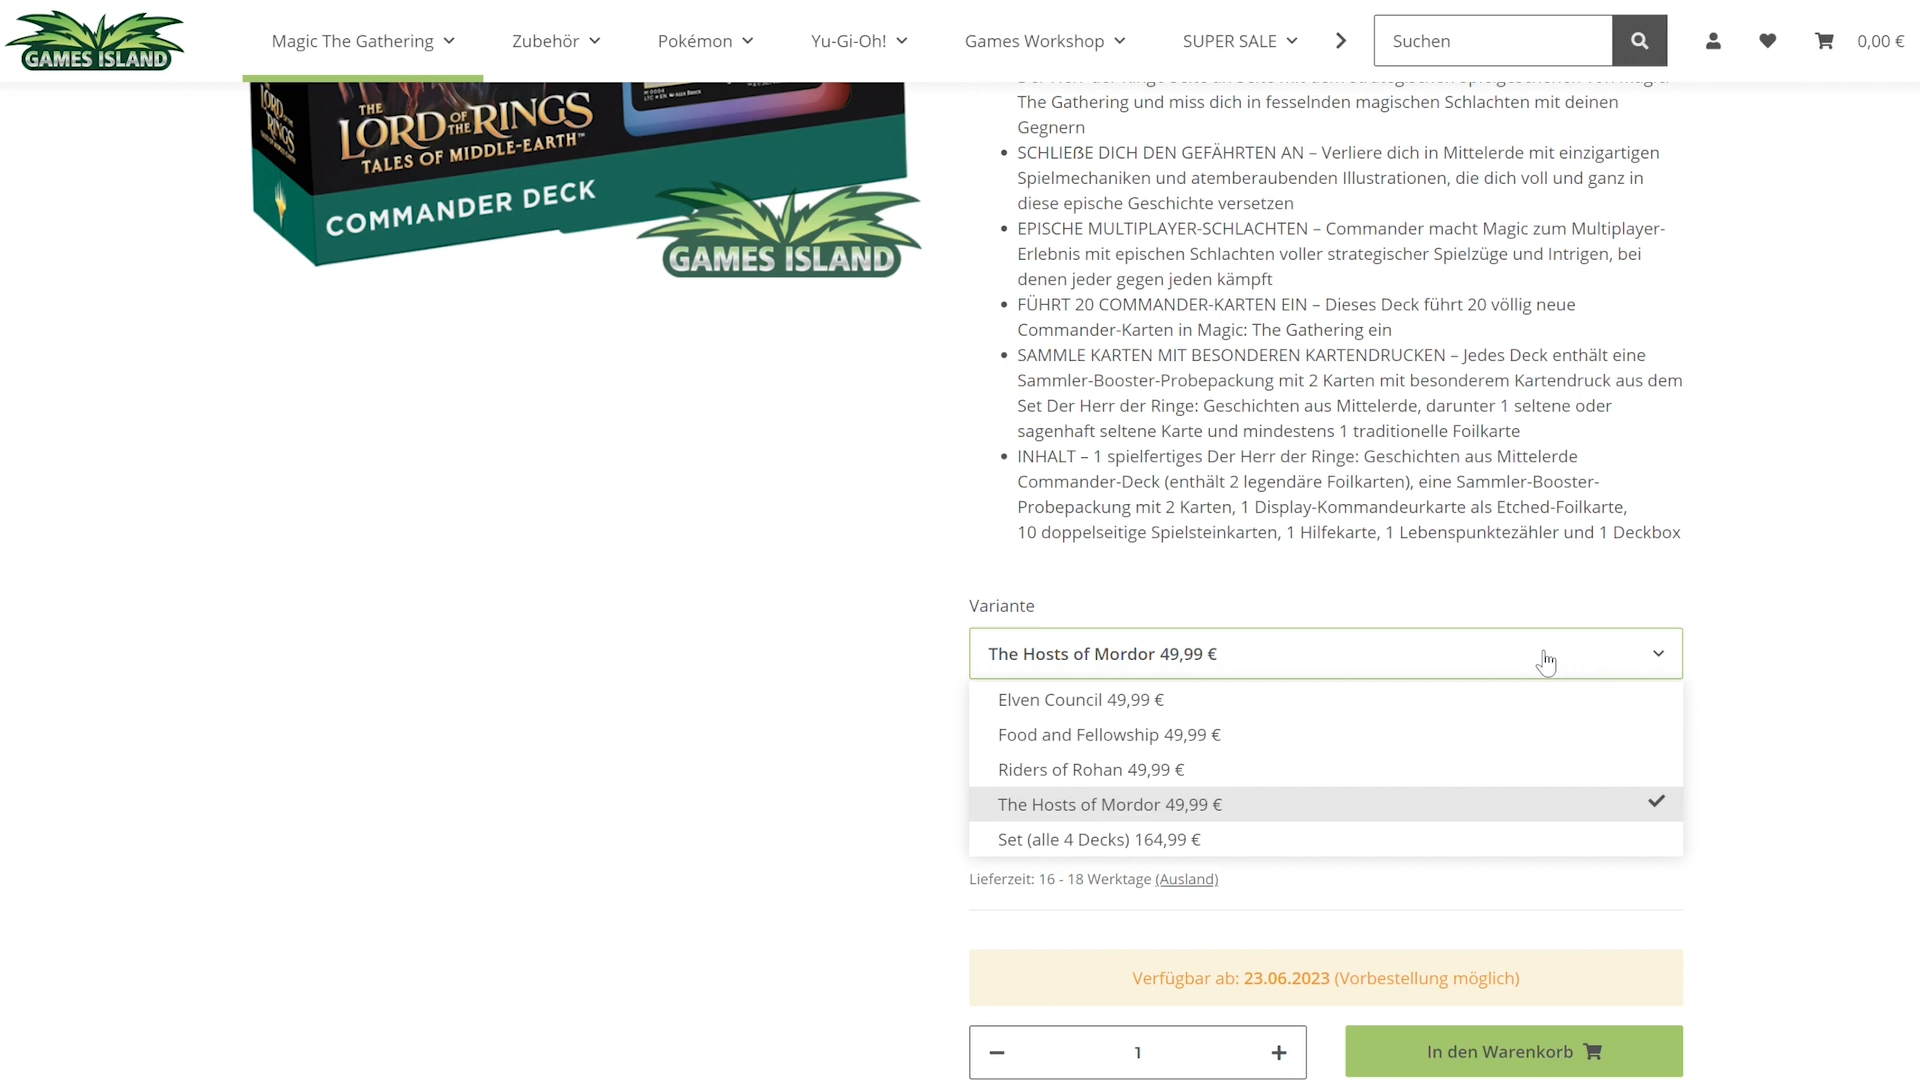 GAMES ISLAND
Magic The Gathering
Zubehör
Pokémon
Yu-Gi-Oh!
Games Workshop
SUPER SALE
Suchen
0,00 €
THE
LORD OF THE RINGS
TALES OF MIDDLE-EARTH™
COMMANDER DECK
GAMES ISLAND
The Gathering und miss dich in fesselnden magischen Schlachten mit deinen
Gegnern
• SCHLIEẞE DICH DEN GEFÄHRTEN AN – Verliere dich in Mittelerde mit einzigartigen
Spielmechaniken und atemberaubenden Illustrationen, die dich voll und ganz in
diese epische Geschichte versetzen
• EPISCHE MULTIPLAYER-SCHLACHTEN – Commander macht Magic zum Multiplayer-
Erlebnis mit epischen Schlachten voller strategischer Spielzüge und Intrigen, bei
denen jeder gegen jeden kämpft
• FÜHRT 20 COMMANDER-KARTEN EIN – Dieses Deck führt 20 völlig neue
Commander-Karten in Magic: The Gathering ein
• SAMMLE KARTEN MIT BESONDEREN KARTENDRUCKEN – Jedes Deck enthält eine
Sammler-Booster-Probepackung mit 2 Karten mit besonderem Kartendruck aus dem
Set Der Herr der Ringe: Geschichten aus Mittelerde, darunter 1 seltene oder
sagenhaft seltene Karte und mindestens 1 traditionelle Foilkarte
• INHALT – 1 spielfertiges Der Herr der Ringe: Geschichten aus Mittelerde
Commander-Deck (enthält 2 legendäre Foilkarten), eine Sammler-Booster-
Probepackung mit 2 Karten, 1 Display-Kommandeurkarte als Etched-Foilkarte,
10 doppelseitige Spielsteinkarten, 1 Hilfekarte, 1 Lebenspunktezähler und 1 Deckbox
Variante
The Hosts of Mordor 49,99 €
Elven Council 49,99 €
Food and Fellowship 49,99 €
Riders of Rohan 49,99 €
The Hosts of Mordor 49,99 €
Set (alle 4 Decks) 164,99 €
Lieferzeit: 16 - 18 Werktage (Ausland)
Verfügbar ab: 23.06.2023 (Vorbestellung möglich)
1
In den Warenkorb